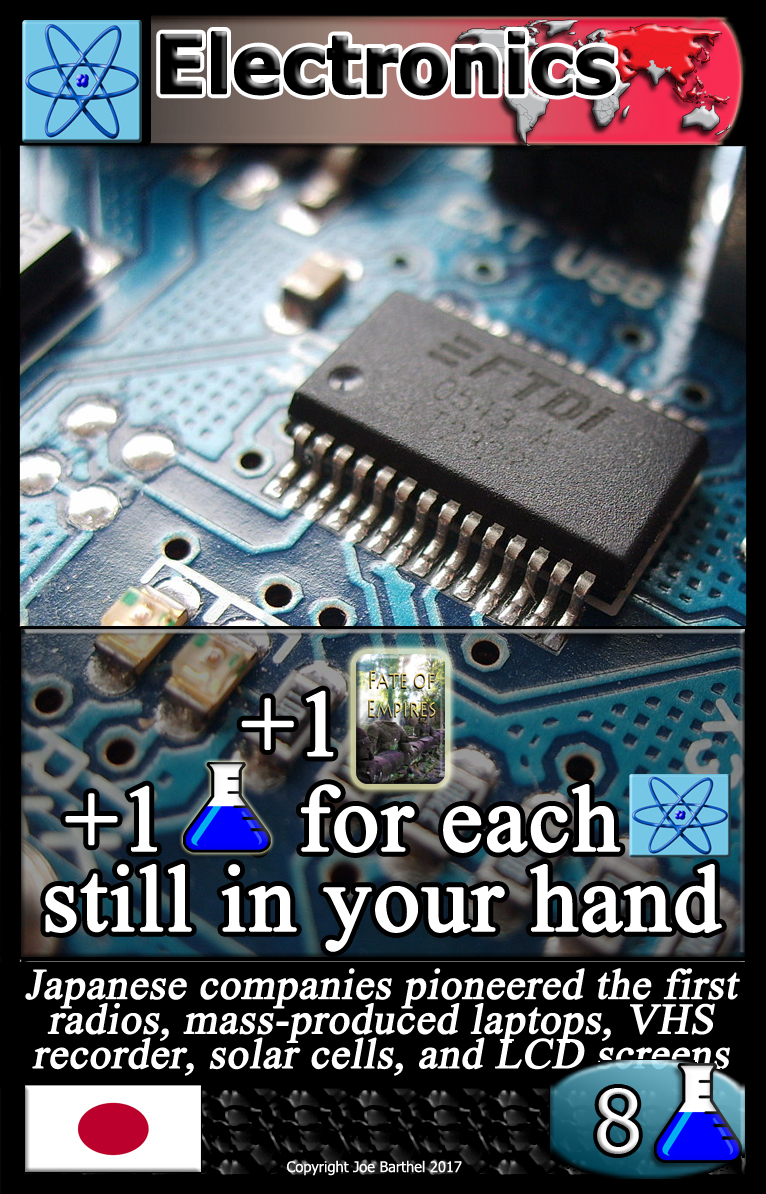 Electronics
EXT USB
FTDI
+1 FATE OF
EMPIRES
+1 for each
still in your hand
Japanese companies pioneered the first
radios, mass-produced laptops, VHS
recorder, solar cells, and LCD screens
8
Copyright Joe Barthel 2017